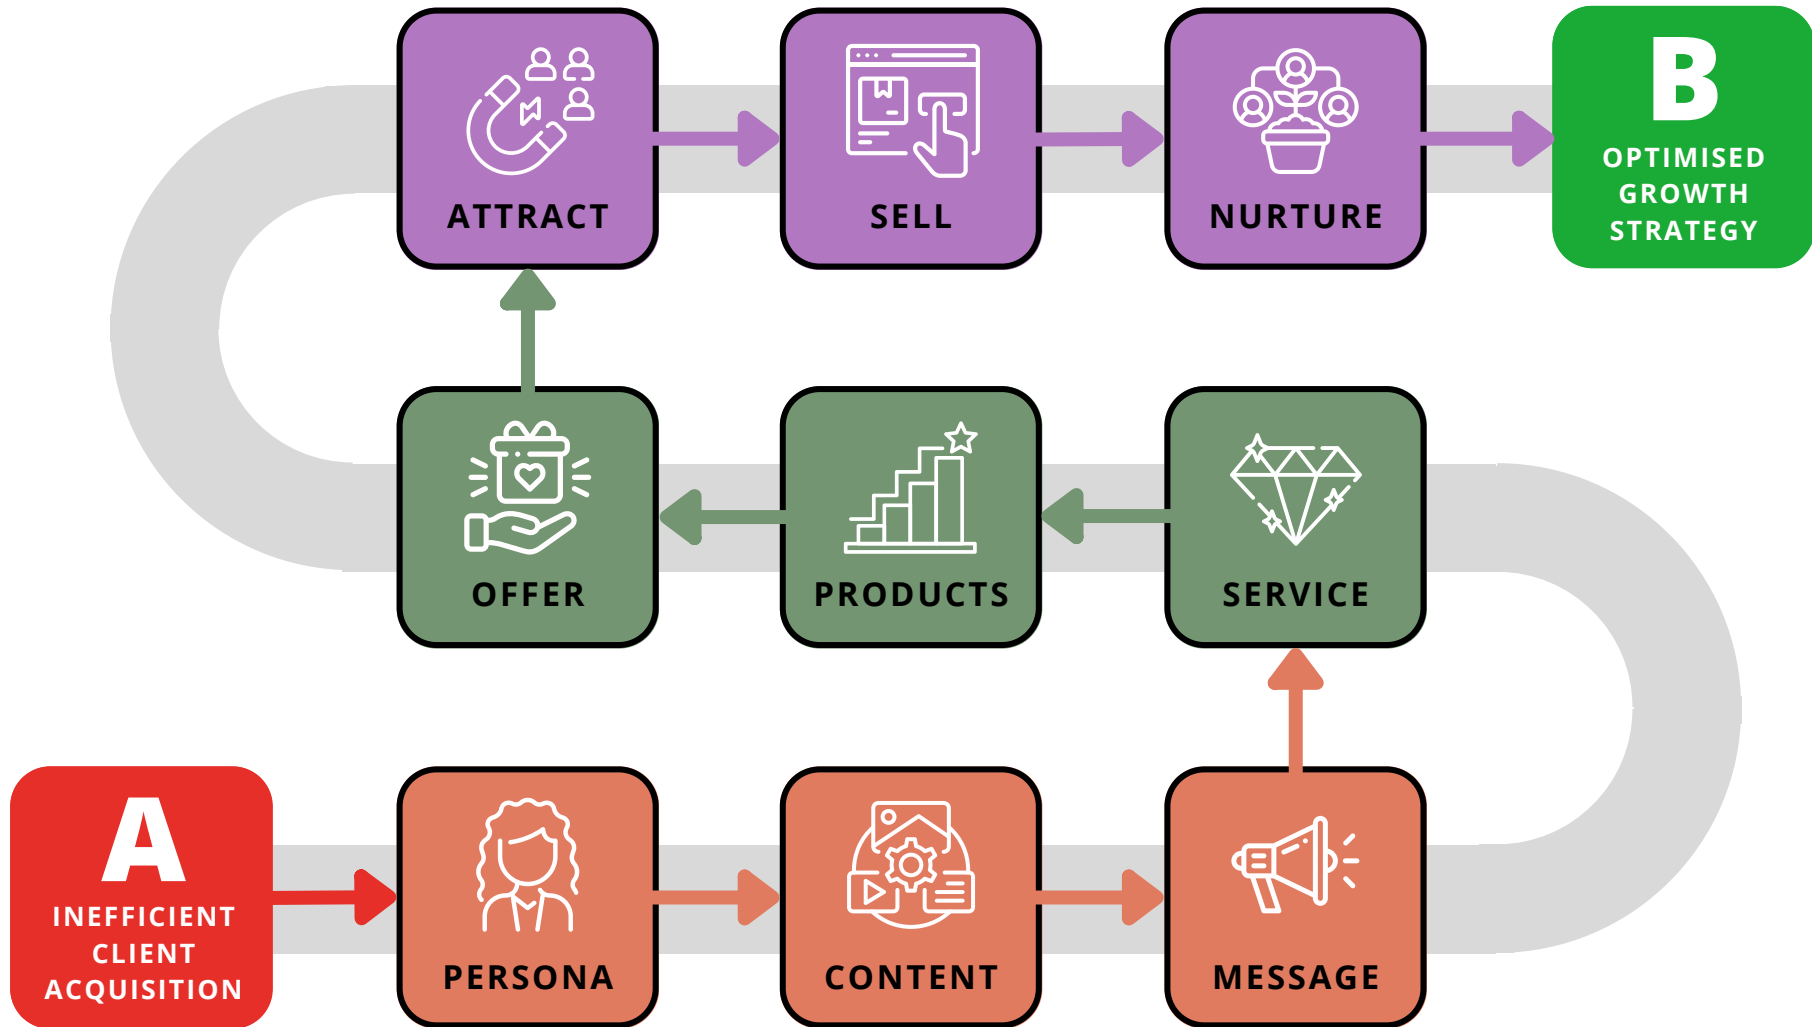 ATTRACT
SELL
NURTURE
B
OPTIMISED
GROWTH
STRATEGY
OFFER
PRODUCTS
SERVICE
A
INEFFICIENT
CLIENT
ACQUISITION
PERSONA
CONTENT
MESSAGE